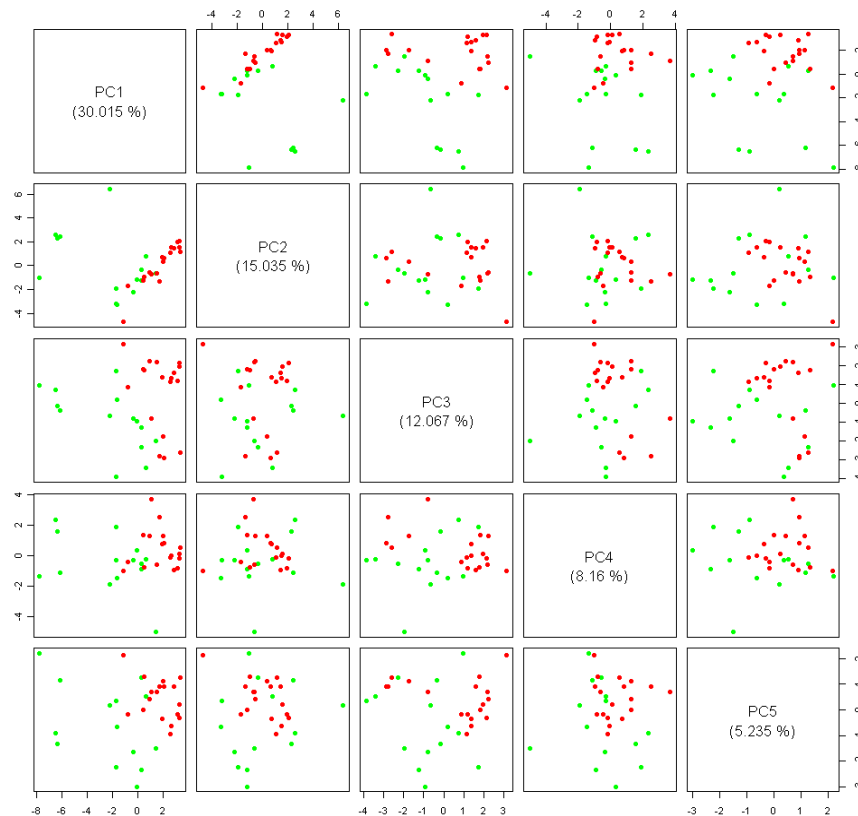 -4 -2 0 2 4 6
-4 -2 0 2 4
PC1
(30.015 %)
6 4 2 0 -2 -4
PC2
(15.035 %)
PC3
(12.067 %)
4 2 0 -2 -4
PC4
(8.16 %)
PC5
(5.235 %)
-8 -6 -4 -2 0 2
-4 -3 -2 -1 0 1 2 3
-3 -2 -1 0 1 2